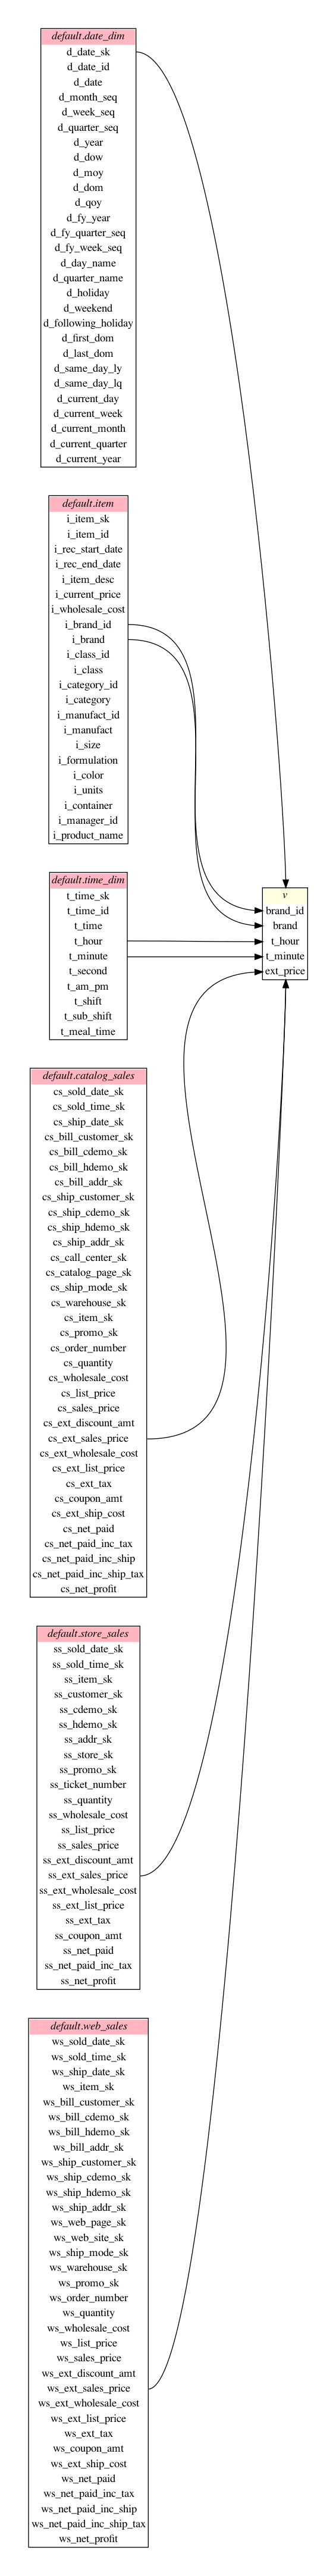 default.date_dim
d_date_sk
d_date_id
d_date
d_month_seq
d_week_seq
d_quarter_seq
d_year
d_dow
d_moy
d_dom
d_qoy
d_fy_year
d_fy_quarter_seq
d_fy_week_seq
d_day_name
d_quarter_name
d_holiday
d_weekend
d_following_holiday
d_first_dom
d_last_dom
d_same_day_ly
d_same_day_lq
d_current_day
d_current_week
d_current_month
d_current_quarter
d_current_year
default.item
i_item_sk
i_item_id
i_rec_start_date
i_rec_end_date
i_item_desc
i_current_price
i_wholesale_cost
i_brand_id
i_brand
i_class_id
i_class
i_category_id
i_category
i_manufact_id
i_manufact
i_size
i_formulation
i_color
i_units
i_container
i_manager_id
i_product_name
default.time_dim
t_time_sk
t_time_id
t_time
t_hour
t_minute
t_second
t_am_pm
t_shift
t_sub_shift
t_meal_time
v
brand_id
brand
t_hour
t_minute
ext_price
default.catalog_sales
cs_sold_date_sk
cs_sold_time_sk
cs_ship_date_sk
cs_bill_customer_sk
cs_bill_cdemo_sk
cs_bill_hdemo_sk
cs_bill_addr_sk
cs_ship_customer_sk
cs_ship_cdemo_sk
cs_ship_hdemo_sk
cs_ship_addr_sk
cs_call_center_sk
cs_catalog_page_sk
cs_ship_mode_sk
cs_warehouse_sk
cs_item_sk
cs_promo_sk
cs_order_number
cs_quantity
cs_wholesale_cost
cs_list_price
cs_sales_price
cs_ext_discount_amt
cs_ext_sales_price
cs_ext_wholesale_cost
cs_ext_list_price
cs_ext_tax
cs_coupon_amt
cs_ext_ship_cost
cs_net_paid
cs_net_paid_inc_tax
cs_net_paid_inc_ship
cs_net_paid_inc_ship_tax
cs_net_profit
default.store_sales
ss_sold_date_sk
ss_sold_time_sk
ss_item_sk
ss_customer_sk
ss_cdemo_sk
ss_hdemo_sk
ss_addr_sk
ss_store_sk
ss_promo_sk
ss_ticket_number
ss_quantity
ss_wholesale_cost
ss_list_price
ss_sales_price
ss_ext_discount_amt
ss_ext_sales_price
ss_ext_wholesale_cost
ss_ext_list_price
ss_ext_tax
ss_coupon_amt
ss_net_paid
ss_net_paid_inc_tax
ss_net_profit
default.web_sales
ws_sold_date_sk
ws_sold_time_sk
ws_ship_date_sk
ws_item_sk
ws_bill_customer_sk
ws_bill_cdemo_sk
ws_bill_hdemo_sk
ws_bill_addr_sk
ws_ship_customer_sk
ws_ship_cdemo_sk
ws_ship_hdemo_sk
ws_ship_addr_sk
ws_web_page_sk
ws_web_site_sk
ws_ship_mode_sk
ws_warehouse_sk
ws_promo_sk
ws_order_number
ws_quantity
ws_wholesale_cost
ws_list_price
ws_sales_price
ws_ext_discount_amt
ws_ext_sales_price
ws_ext_wholesale_cost
ws_ext_list_price
ws_ext_tax
ws_coupon_amt
ws_ext_ship_cost
ws_net_paid
ws_net_paid_inc_tax
ws_net_paid_inc_ship
ws_net_paid_inc_ship_tax
ws_net_profit